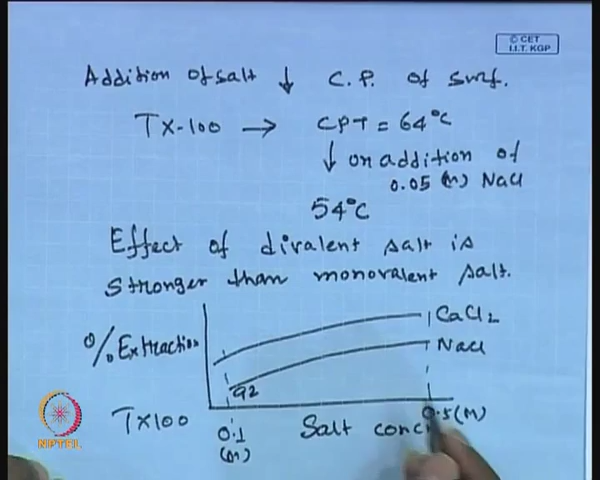 © CET
I.I.T. KGP
Addition of salt ↓ C.P. of surf.
TX-100 → CPT = 64°C
↓ on addition of
0.05 (M) NaCl
54°C
Effect of divalent salt is
stronger than monovalent salt.
CaCl2
% Extraction
NaCl
92
TX100
0.1
(M)
Salt conc
0.5 (M)
NPTEL